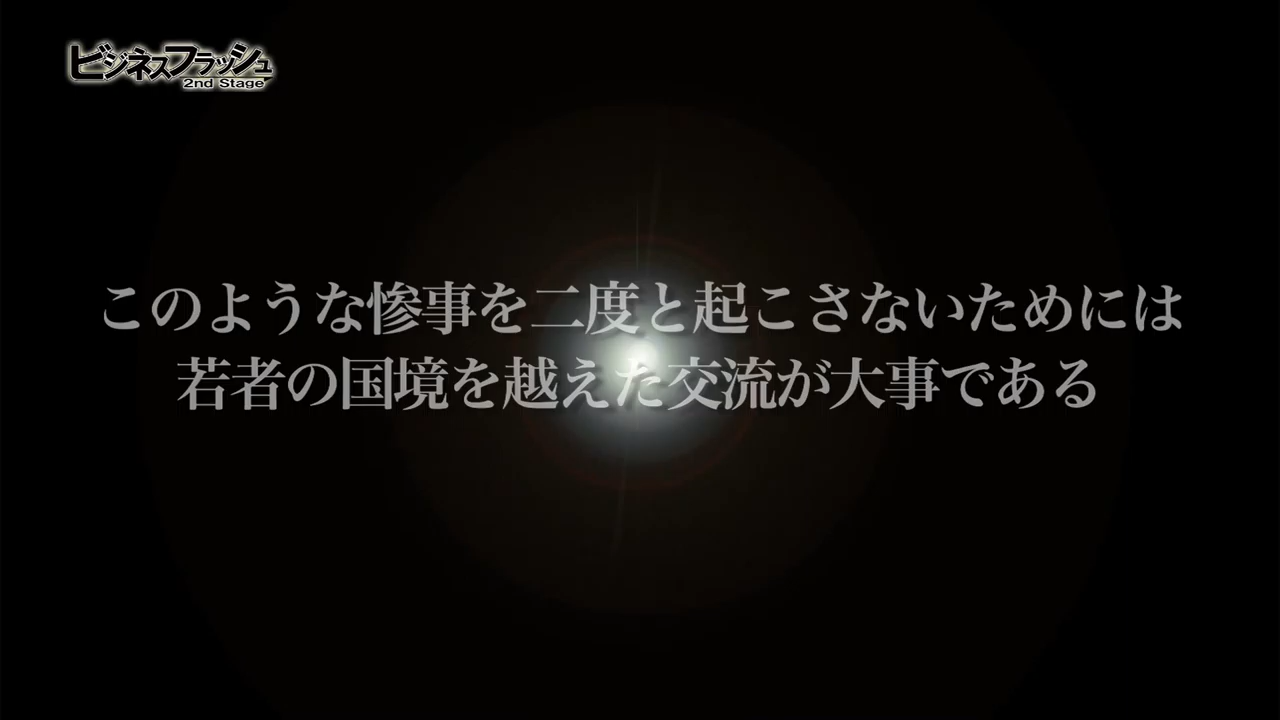 ビジネスフラッシュ
2nd Stage
このような惨事を二度と起こさないためには
若者の国境を越えた交流が大事である